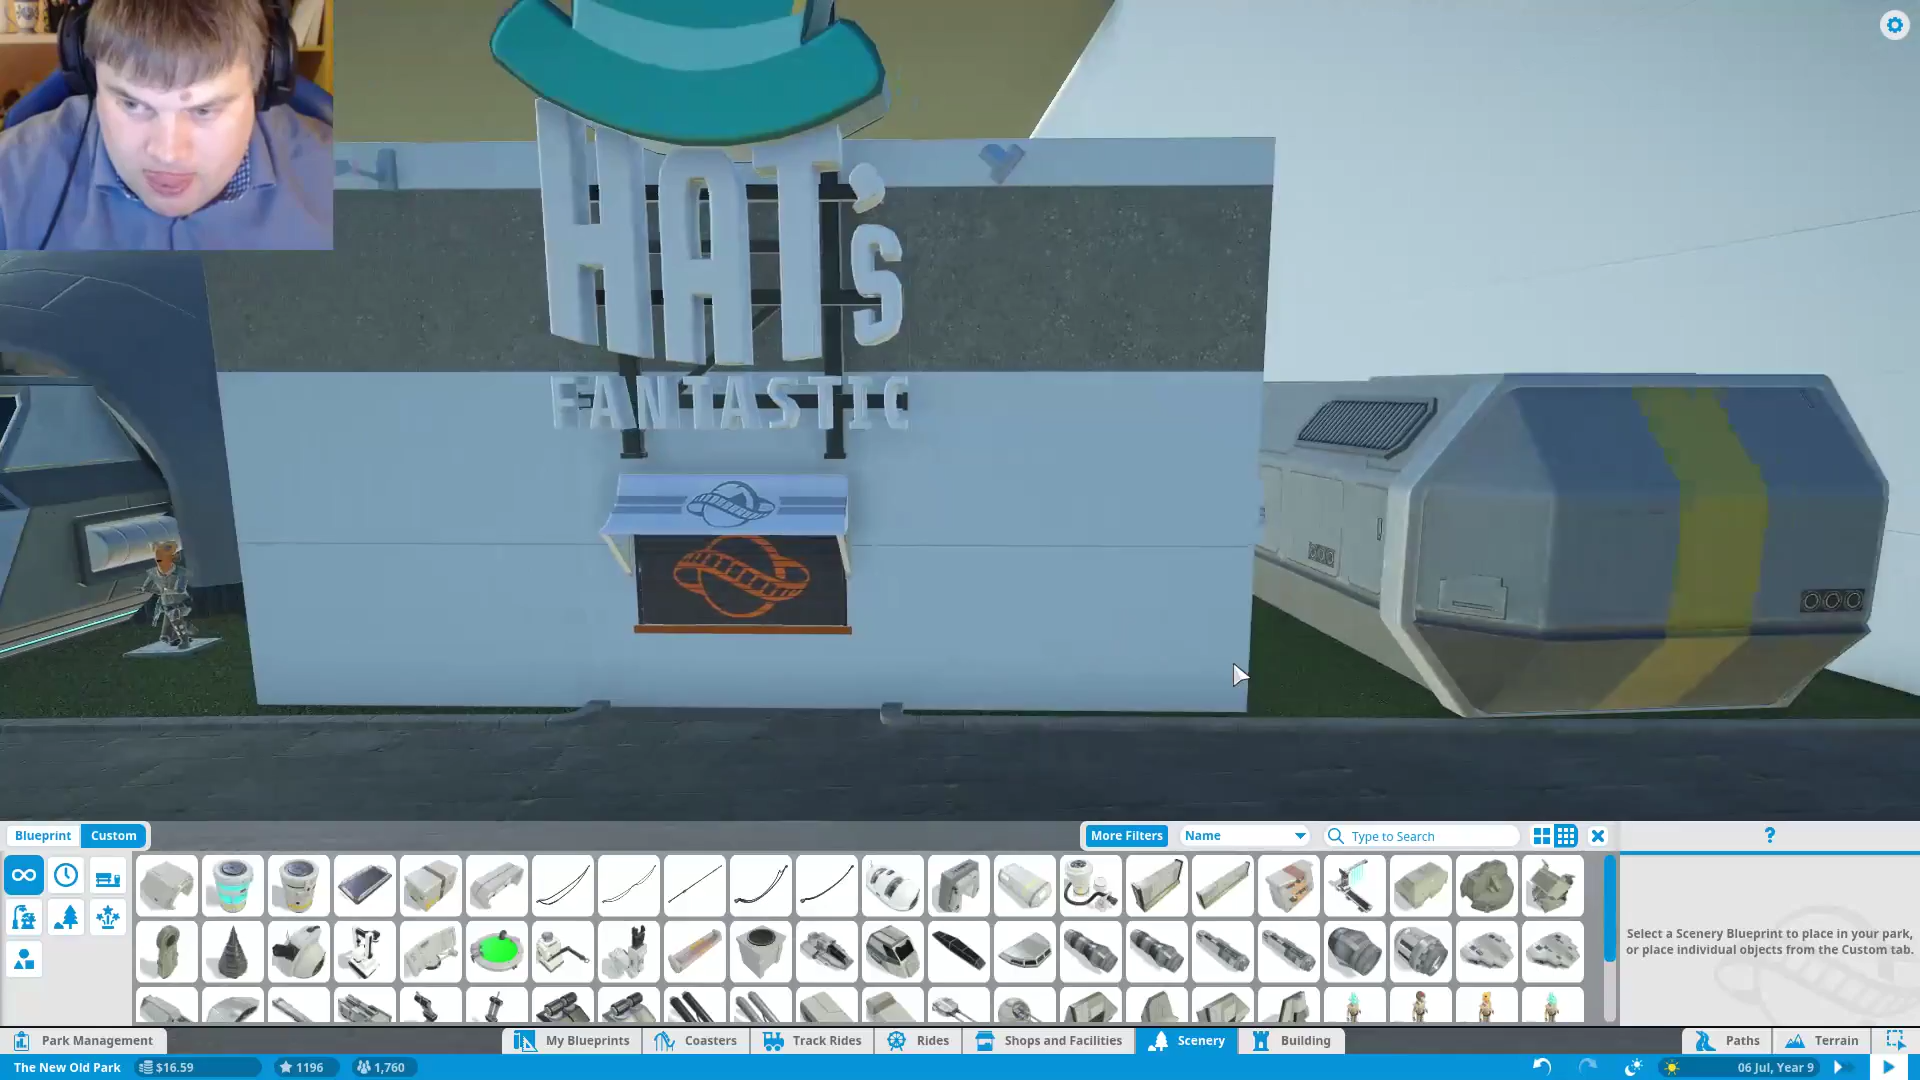 HAT's
FANTASTIC
Blueprint
Custom
More Filters
Name
Type to Search
Select a Scenery Blueprint to place in your park,
or place individual objects from the Custom tab.
Park Management
My Blueprints
Coasters
Track Rides
Rides
Shops and Facilities
Scenery
Building
Paths
Terrain
The New Old Park
$16.59
1196
1,760
06 Jul, Year 9